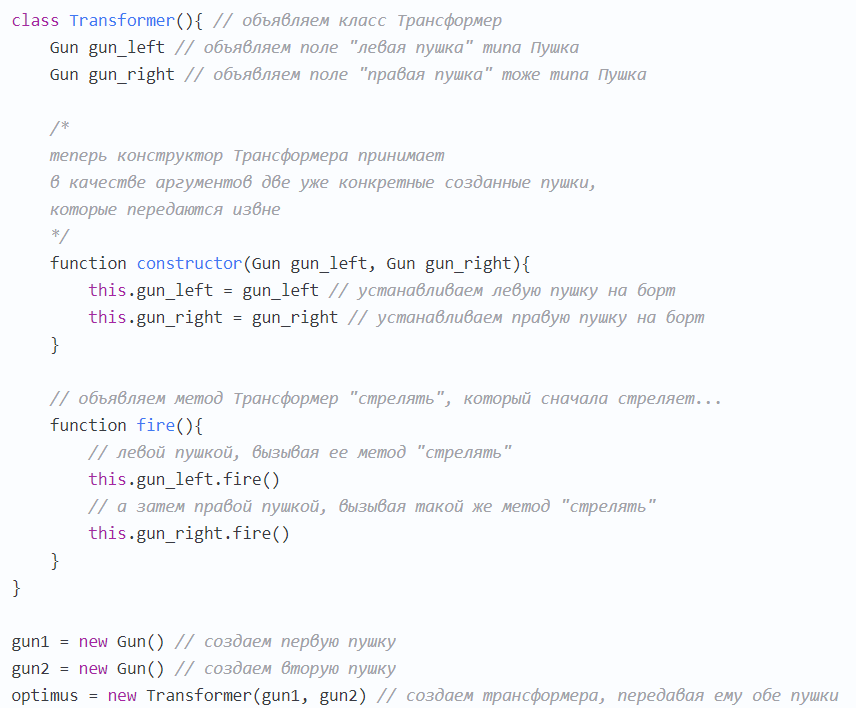 class Transformer(){ // объявляем класс Трансформер
    Gun gun_left // объявляем поле "левая пушка" типа Пушка
    Gun gun_right // объявляем поле "правая пушка" тоже типа Пушка

    /*
    теперь конструктор Трансформера принимает
    в качестве аргументов две уже конкретные созданные пушки,
    которые передаются извне
    */
    function constructor(Gun gun_left, Gun gun_right){
        this.gun_left = gun_left // устанавливаем левую пушку на борт
        this.gun_right = gun_right // устанавливаем правую пушку на борт
    }

    // объявляем метод Трансформер "стрелять", который сначала стреляет...
    function fire(){
        // левой пушкой, вызывая ее метод "стрелять"
        this.gun_left.fire()
        // а затем правой пушкой, вызывая такой же метод "стрелять"
        this.gun_right.fire()
    }
}

gun1 = new Gun() // создаем первую пушку
gun2 = new Gun() // создаем вторую пушку
optimus = new Transformer(gun1, gun2) // создаем трансформера, передавая ему обе пушки